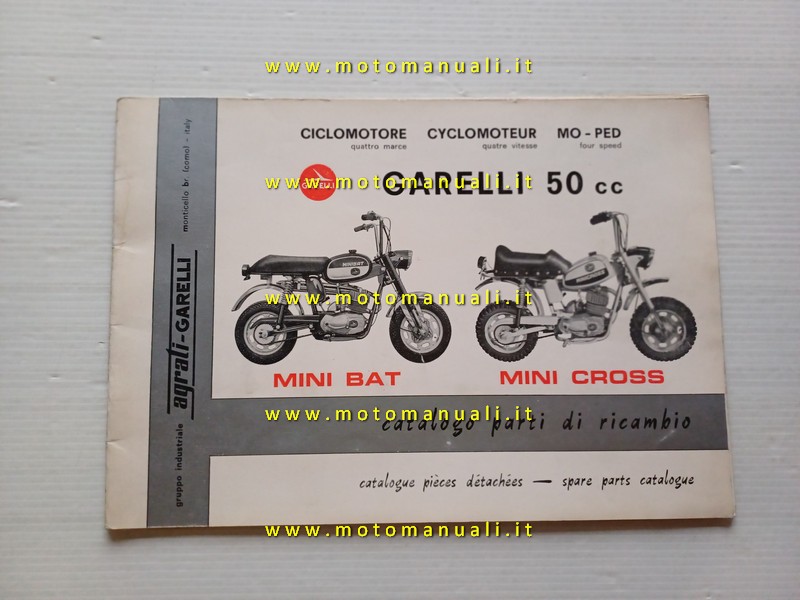 www.motomanuali.it
CICLOMOTORE CYCLOMOTEUR MO-PED
quattro marce quatre vitesse four speed
GARELLI
www.motomanuali.it
GARELLI 50 cc
MINIBAT
www.motomanuali.it
MINI BAT MINI CROSS
www.motomanuali.it
catalogo parti di ricambio
catalogue pièces détachées — spare parts catalogue
www.motomanuali.it
gruppo industriale agrati-GARELLI monticello br. (como) - italy